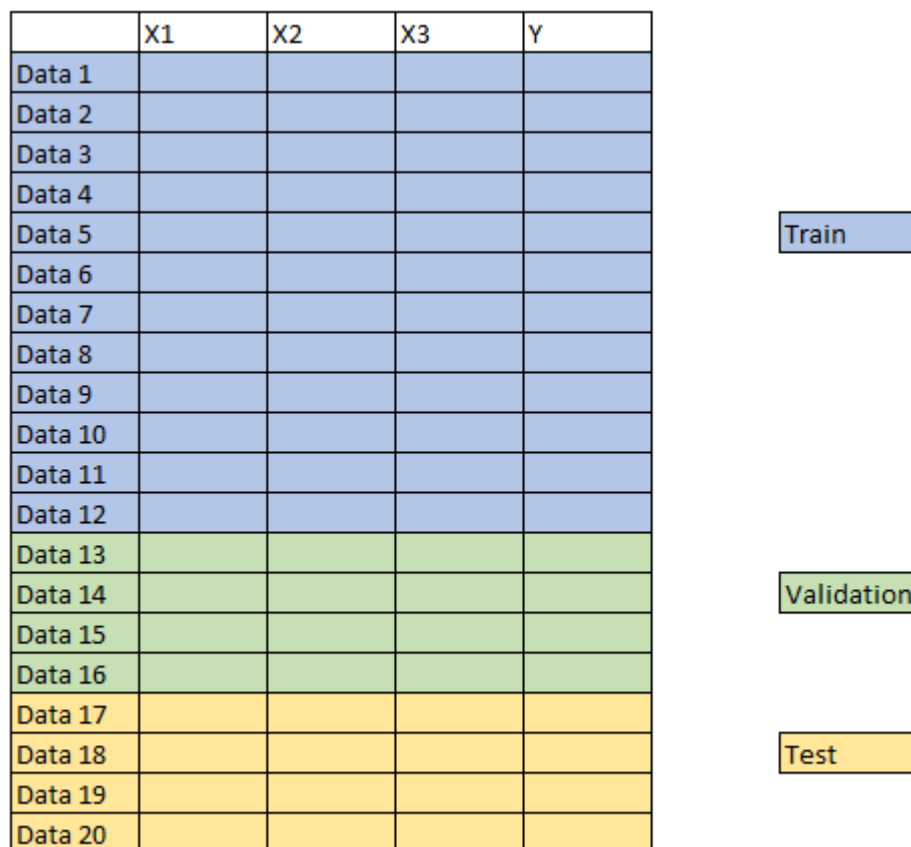 X1 X2 X3 Y
Data 1
Data 2
Data 3
Data 4
Data 5 Train
Data 6
Data 7
Data 8
Data 9
Data 10
Data 11
Data 12
Data 13
Data 14 Validation
Data 15
Data 16
Data 17
Data 18 Test
Data 19
Data 20